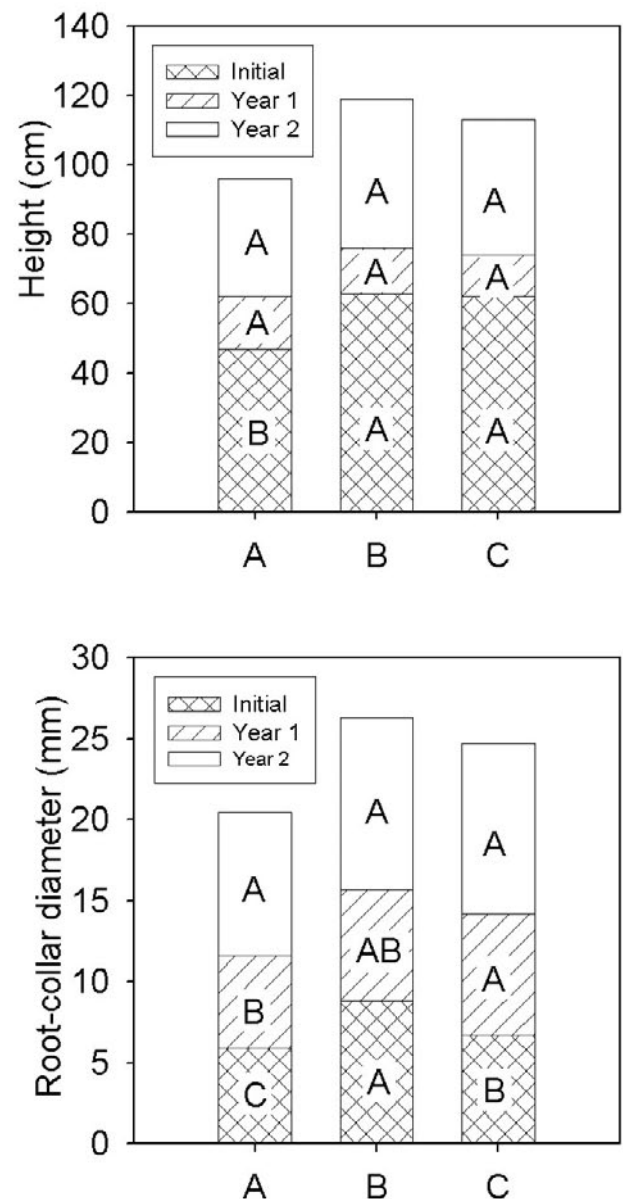 140
120
100
80
60
40
20
0
Height (cm)
Initial
Year 1
Year 2
A
A
B
A
A
A
A
A
A
A
B
C
30
25
20
15
10
5
0
Root-collar diameter (mm)
Initial
Year 1
Year 2
A
B
C
A
AB
A
A
A
B
A
B
C